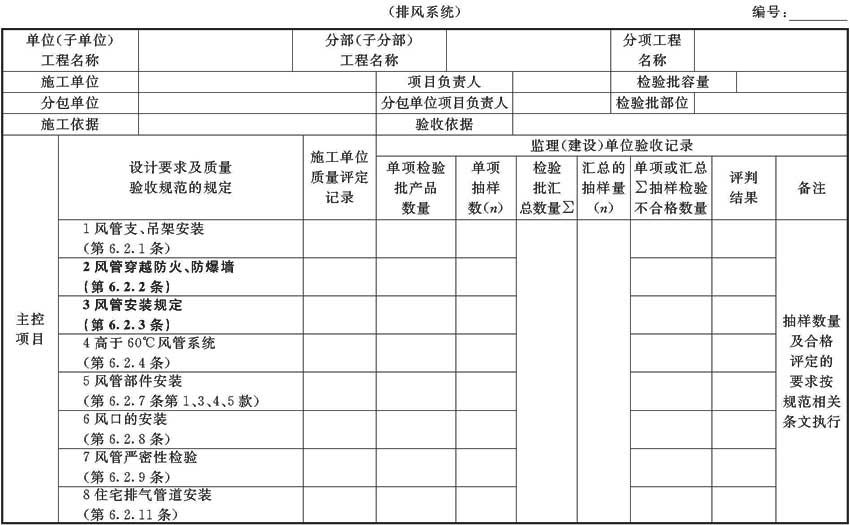 （排风系统）
编号：
单位（子单位）
工程名称
分部（子分部）
工程名称
分项工程
名称
施工单位
项目负责人
检验批容量
分包单位
分包单位项目负责人
检验批部位
施工依据
验收依据
主控
项目
设计要求及质量
验收规范的规定
施工单位
质量评定
记录
监理（建设）单位验收记录
单项检验
批产品
数量
单项
抽样
数(n)
检验
批汇
总数量Σ
汇总的
抽样量
(n)
单项或汇总
Σ抽样检验
不合格数量
评判
结果
备注
1 风管支、吊架安装
（第 6.2.1 条）
2 风管穿越防火、防爆墙
（第 6.2.2 条）
3 风管安装规定
（第 6.2.3 条）
4 高于 60℃风管系统
（第 6.2.4 条）
5 风管部件安装
（第 6.2.7 条第 1、3、4、5 款）
6 风口的安装
（第 6.2.8 条）
7 风管严密性检验
（第 6.2.9 条）
8 住宅排气管道安装
（第 6.2.11 条）
抽样数量
及合格
评定的
要求按
规范相关
条文执行